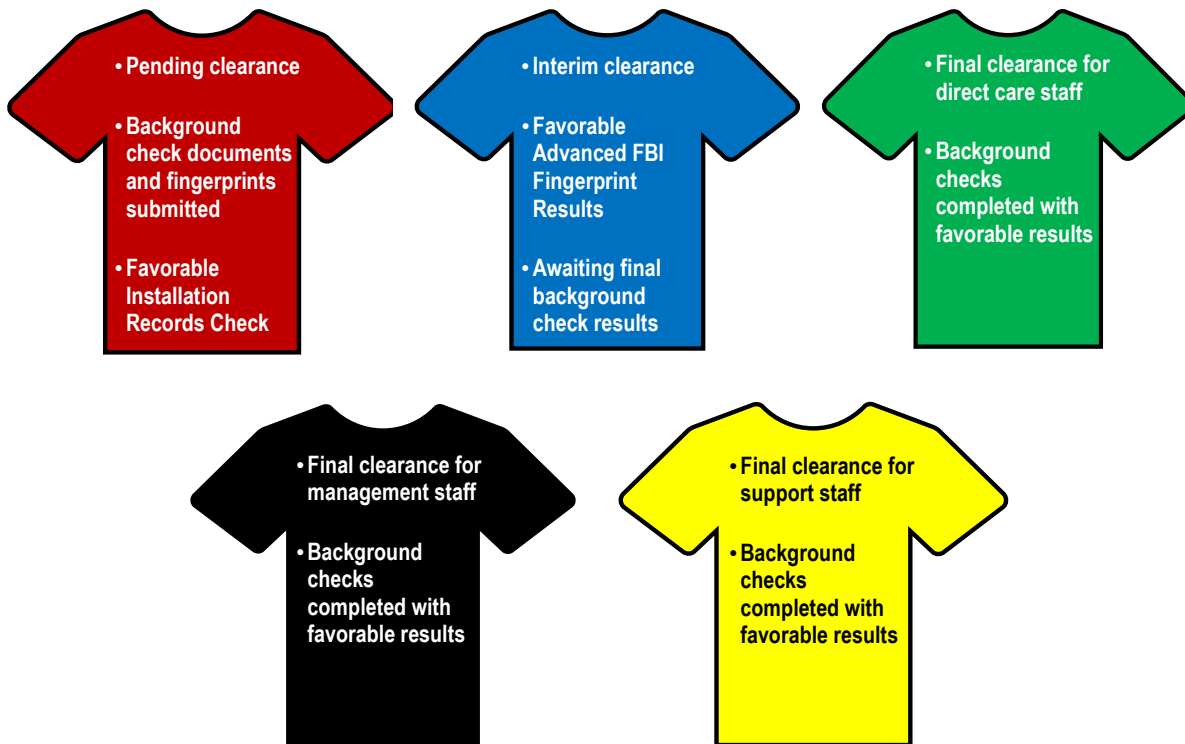 • Pending clearance
• Background
check documents
and fingerprints
submitted
• Favorable
Installation
Records Check
• Interim clearance
• Favorable
Advanced FBI
Fingerprint
Results
• Awaiting final
background
check results
• Final clearance for
direct care staff
• Background
checks
completed with
favorable results
• Final clearance for
management staff
• Background
checks
completed with
favorable results
• Final clearance for
support staff
• Background
checks
completed with
favorable results